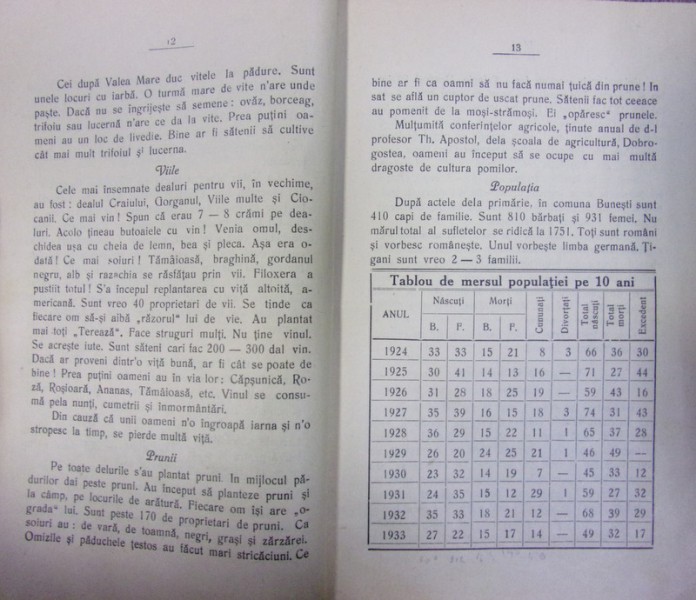 12
Cei după Valea Mare duc vitele la pădure. Sunt
unele locuri cu iarbă. O turmă mare de vite n'are unde
paște. Dacă nu se îngrijește să semene: ovăz, borceag,
trifoiu sau lucernă n'are ce da la vite. Prea puțini oa-
meni au un loc de livedie. Bine ar fi sătenii să cultive
cât mai mult trifoiul și lucerna.
Viile
Cele mai însemnate dealuri pentru vii, în vechime,
au fost: dealul Craiului, Gorganul, Viile multe și Cio-
canii. Ce mai vin! Spun că erau 7 — 8 crămi pe dea-
luri. Acolo țineau butoaiele cu vin! Venia omul, des-
chidea ușa cu cheia de lemn, bea și pleca. Așa era o-
dată! Ce mai soiuri! Tămâioasă, braghină, gordanul
negru, alb și razachia se răsfățau prin vii. Filoxera a
pustiit totul! S'a început replantarea cu viță altoită, a-
mericană. Sunt vreo 40 proprietari de vii. Se tinde ca
fiecare om să-și aibă „răzorul" lui de vie. Au plantat
mai toți „Terează". Face struguri mulți. Nu ține vinul.
Se acrește iute. Sunt săteni cari fac 200 — 300 dal vin.
Dacă ar proveni dintr'o viță bună, ar fi cât se poate de
bine! Prea puțini oameni au în via lor: Căpșunică, Ro-
ză, Roșioară, Ananas, Tămâioasă, etc. Vinul se consu-
mă pela nunți, cumetrii și înmormântări.
Din cauză că unii oameni n'o îngroapă iarna și n'o
stropesc la timp, se pierde multă viță.
Prunii
Pe toate delurile s'au plantat pruni. In mijlocul pă-
durilor dai peste pruni. Au început să planteze pruni și
la câmp, pe locurile de arătură. Fiecare om își are „o-
grada" lui. Sunt peste 170 de proprietari de pruni. Ca
soiuri au: de vară, de toamnă, negri, grași și zărzărei.
Omizile și păduchele țestos au făcut mari stricăciuni. Ce
13
bine ar fi ca oamni să nu facă numai țuică din prune! In
sat se află un cuptor de uscat prune. Sătenii fac tot ceeace
au pomenit de la moși-strămoși. Ei „opăresc" prunele.
Mulțumită conferințelor agricole, ținute anual de d-l
profesor Th. Apostol, dela școala de agricultură, Dobro-
gostea, oameni au început să se ocupe cu mai multă
dragoste de cultura pomilor.
Populația
După actele dela primărie, în comuna Bunești sunt
410 capi de familie. Sunt 810 bărbați și 931 femei, Nu
mărul total al sufletelor se ridică la 1751. Toți sunt români
și vorbesc românește. Unul vorbește limba germană. Ți-
gani sunt vreo 2 — 3 familii.
Tablou de mersul populației pe 10 ani
ANUL Născuți Morți Cununați Divorțați Total născuți Total morți Excedent
B. F. B. F.
1924 33 33 15 21 8 3 66 36 30
1925 30 41 14 13 16 — 71 27 44
1926 31 28 18 25 19 — 59 43 16
1927 35 39 16 15 18 3 74 31 43
1928 36 29 15 22 11 1 65 37 28
1929 26 20 24 25 21 1 46 49 —
1930 23 32 14 19 7 — 45 33 12
1931 24 35 15 12 29 1 59 27 32
1932 35 33 18 21 12 — 68 39 29
1933 27 22 15 17 14 — 49 32 17